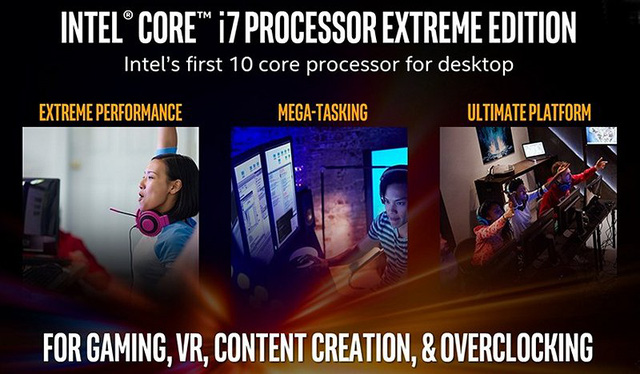 INTEL® CORE™ i7 PROCESSOR EXTREME EDITION
Intel's first 10 core processor for desktop
EXTREME PERFORMANCE
MEGA-TASKING
ULTIMATE PLATFORM
FOR GAMING, VR, CONTENT CREATION, & OVERCLOCKING